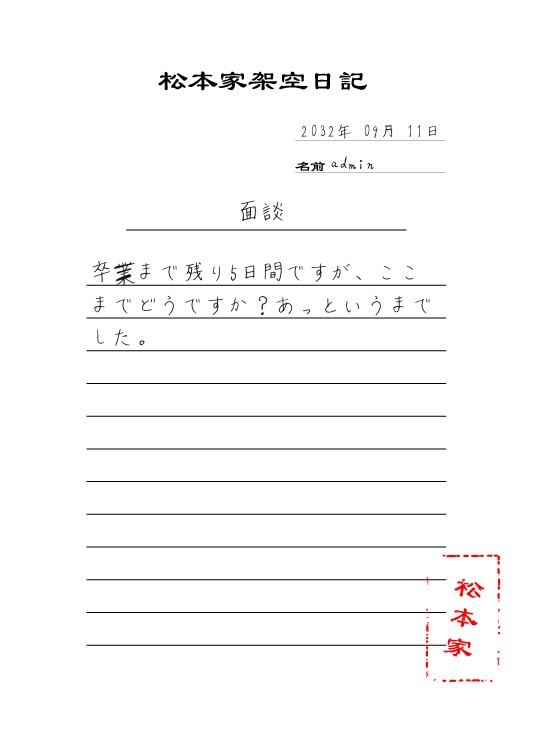 松本家架空日記
2032年 09月 11日
名前 admin
面談
卒業まで残り5日間ですが、ここ
までどうですか？あっというまで
した。
松
本
家